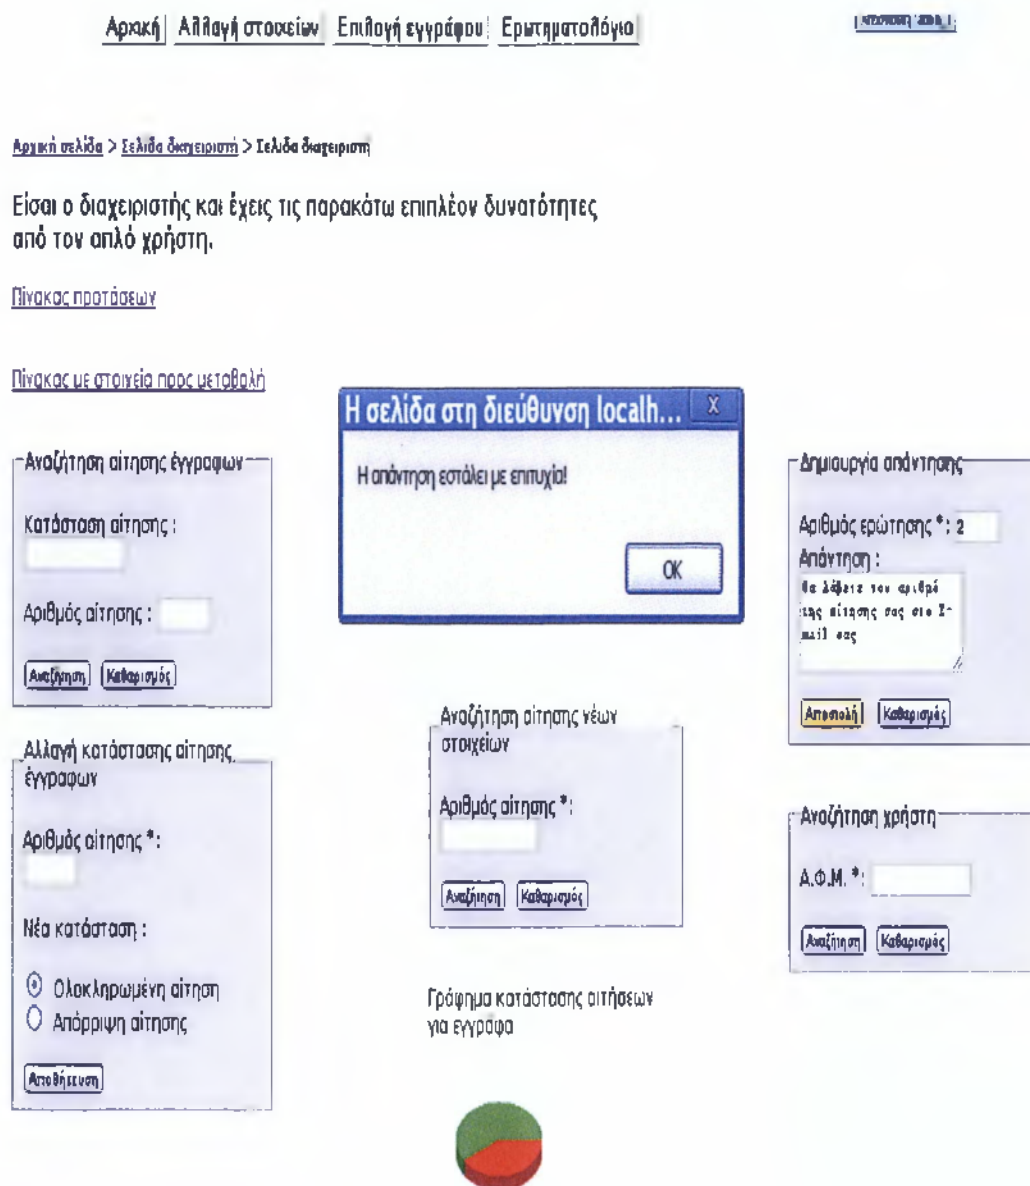 Αρχική Αλλαγή στοιχείων Επιλογή εγγράφου Ερωτηματολόγιο
Αρχική σελίδα > Σελίδα διαχειριστή > Σελίδα διαχειριστη
Είσαι ο διαχειριστής και έχεις τις παρακάτω επιπλέον δυνατότητες
από τον απλό χρήστη.
Πίνακας προτάσεων
Πίνακας με στοιχεία προς μεταβολή
Η σελίδα στη διεύθυνση localh... X
Η απάντηση εστάλει με επιτυχία!
OK
Αναζήτηση αίτησης έγγραφων
Κατάσταση αίτησης :
Αριθμός αίτησης :
Αναζήτηση Καθαρισμός
Αλλαγή κατάστασης αίτησης
έγγραφων
Αριθμός αίτησης *:
Νέα κατάσταση :
Ολοκληρωμένη αίτηση
Απόρριψη αίτησης
Αποθήκευση
Αναζήτηση αίτησης νέων
στοιχείων
Αριθμός αίτησης *:
Αναζήτηση Καθαρισμός
Γράφημα κατάστασης αιτήσεων
για εγγράφα
Δημιουργία απάντησης
Αριθμός ερώτησης *: 2
Απάντηση :
Θα λάβετε τον αριθμό
της αίτησης σας στο E-
mail σας
Αποστολή Καθαρισμός
Αναζήτηση χρήστη
Α.Φ.Μ. *:
Αναζήτηση Καθαρισμός